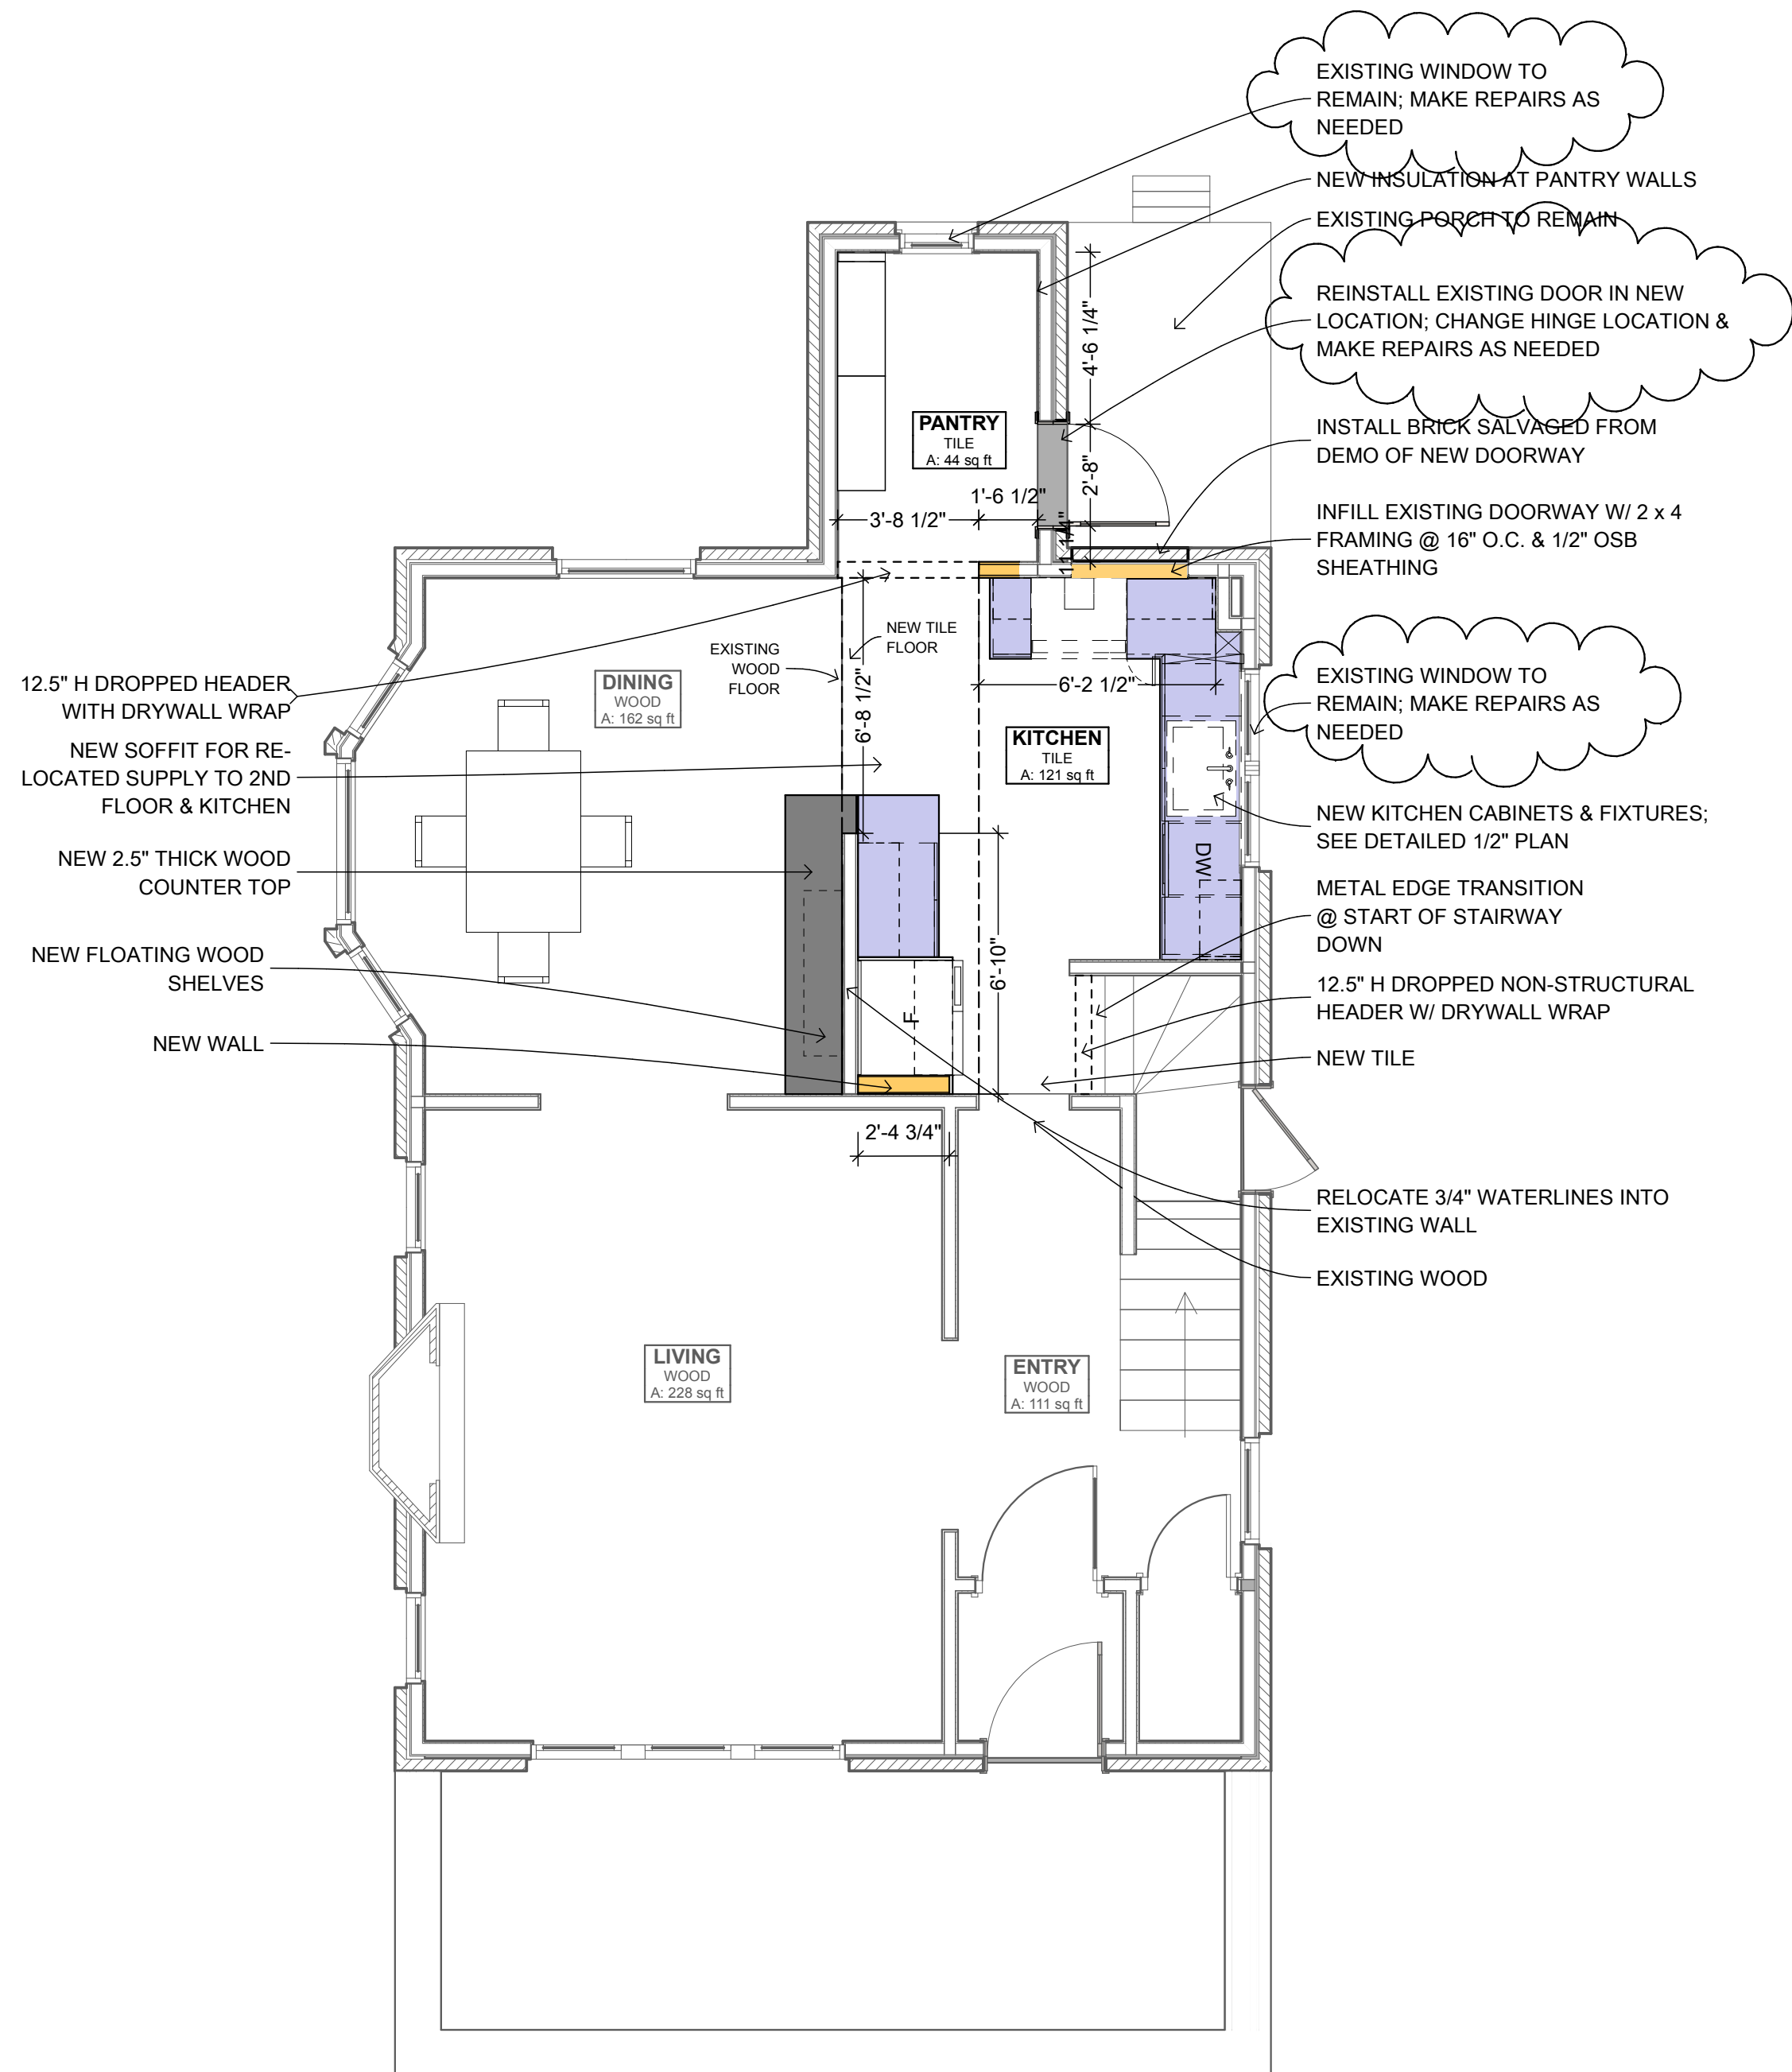 EXISTING WINDOW TO
REMAIN; MAKE REPAIRS AS
NEEDED
NEW INSULATION AT PANTRY WALLS
EXISTING PORCH TO REMAIN
REINSTALL EXISTING DOOR IN NEW
LOCATION; CHANGE HINGE LOCATION &
MAKE REPAIRS AS NEEDED
INSTALL BRICK SALVAGED FROM
DEMO OF NEW DOORWAY
INFILL EXISTING DOORWAY W/ 2 x 4
FRAMING @ 16" O.C. & 1/2" OSB
SHEATHING
EXISTING WINDOW TO
REMAIN; MAKE REPAIRS AS
NEEDED
NEW KITCHEN CABINETS & FIXTURES;
SEE DETAILED 1/2" PLAN
METAL EDGE TRANSITION
@ START OF STAIRWAY
DOWN
12.5" H DROPPED NON-STRUCTURAL
HEADER W/ DRYWALL WRAP
NEW TILE
RELOCATE 3/4" WATERLINES INTO
EXISTING WALL
EXISTING WOOD
12.5" H DROPPED HEADER
WITH DRYWALL WRAP
NEW SOFFIT FOR RE-
LOCATED SUPPLY TO 2ND
FLOOR & KITCHEN
NEW 2.5" THICK WOOD
COUNTER TOP
NEW FLOATING WOOD
SHELVES
NEW WALL
PANTRY
TILE
A: 44 sq ft
4'-6 1/4"
2'-8"
1'-6 1/2"
3'-8 1/2"
EXISTING
WOOD
FLOOR
NEW TILE
FLOOR
DINING
WOOD
A: 162 sq ft
6'-8 1/2"
6'-2 1/2"
KITCHEN
TILE
A: 121 sq ft
DW
6'-10"
F
2'-4 3/4"
LIVING
WOOD
A: 228 sq ft
ENTRY
WOOD
A: 111 sq ft